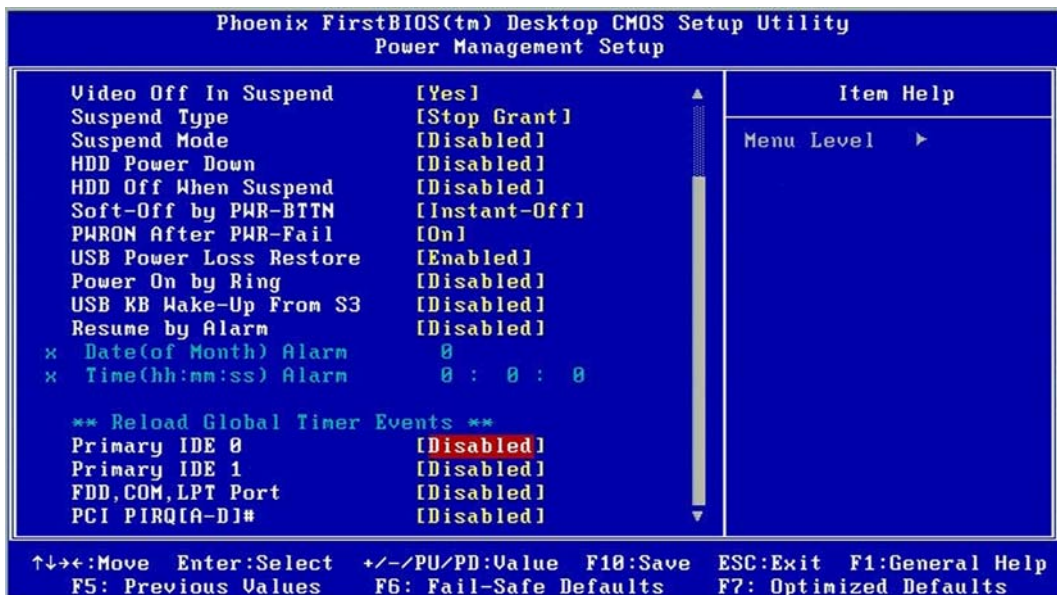 Phoenix FirstBIOS(tm) Desktop CMOS Setup Utility
Power Management Setup
Video Off In Suspend [Yes]
Suspend Type [Stop Grant]
Suspend Mode [Disabled]
HDD Power Down [Disabled]
HDD Off When Suspend [Disabled]
Soft-Off by PWR-BTTN [Instant-Off]
PWRON After PWR-Fail [On]
USB Power Loss Restore [Enabled]
Power On by Ring [Disabled]
USB KB Wake-Up From S3 [Disabled]
Resume by Alarm [Disabled]
x Date(of Month) Alarm 0
x Time(hh:mm:ss) Alarm 0 : 0 : 0
** Reload Global Timer Events **
Primary IDE 0 [Disabled]
Primary IDE 1 [Disabled]
FDD,COM,LPT Port [Disabled]
PCI PIRQ[A-D]# [Disabled]
Item Help
Menu Level ▶
↑↓→←:Move Enter:Select +/-/PU/PD:Value F10:Save ESC:Exit F1:General Help
F5: Previous Values F6: Fail-Safe Defaults F7: Optimized Defaults